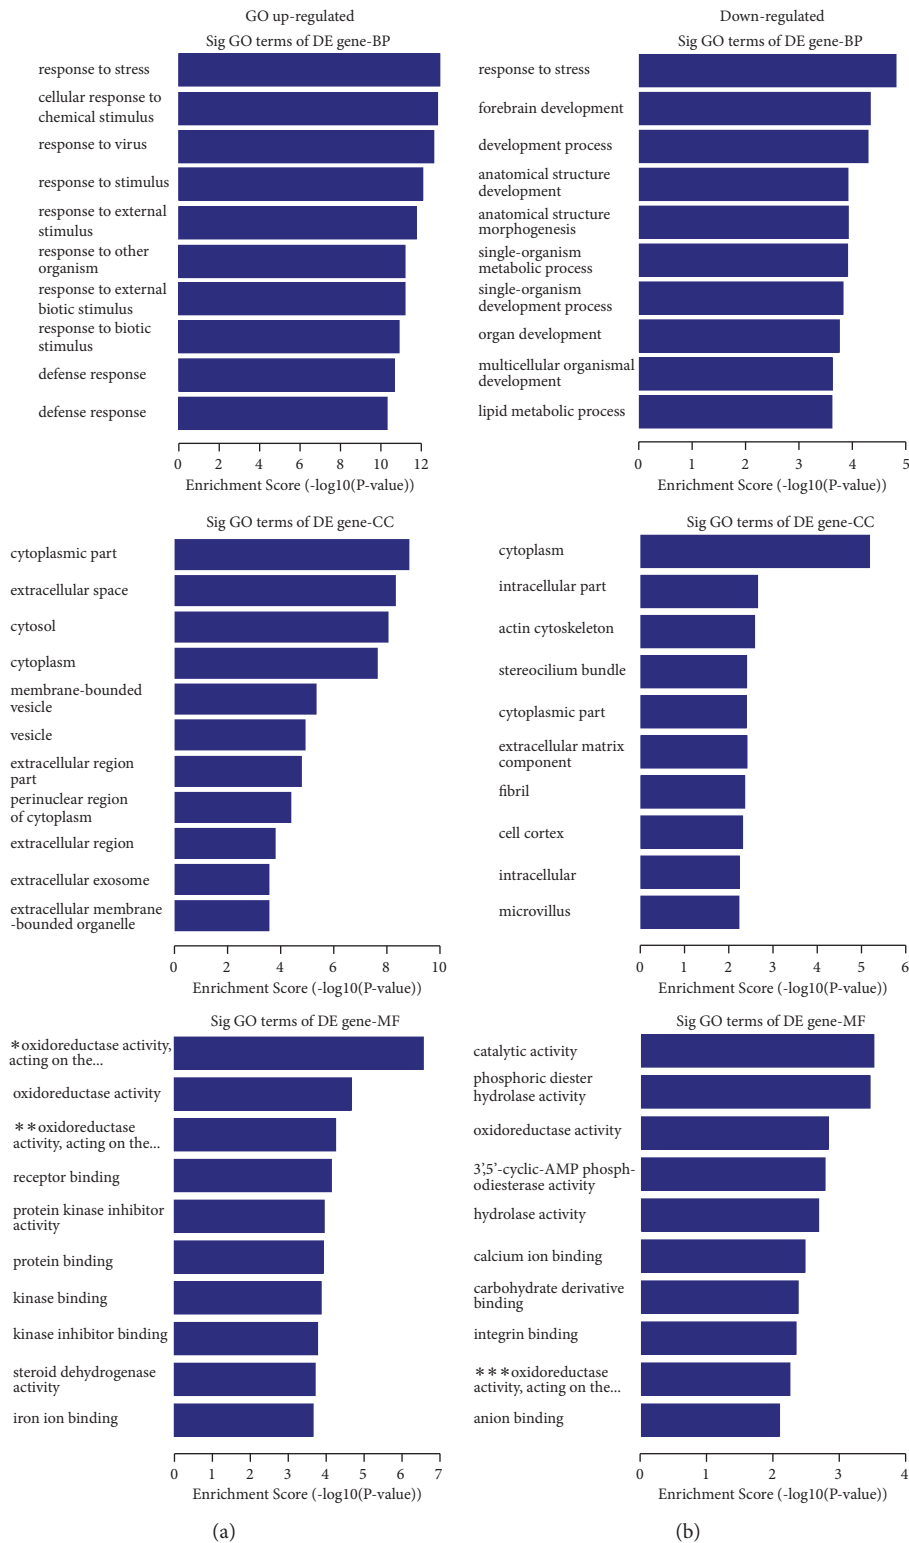 GO up-regulated
Sig GO terms of DE gene-BP
response to stress
cellular response to
chemical stimulus
response to virus
response to stimulus
response to external
stimulus
response to other
organism
response to external
biotic stimulus
response to biotic
stimulus
defense response
defense response
0 2 4 6 8 10 12
Enrichment Score (-log10(P-value))
Sig GO terms of DE gene-CC
cytoplasmic part
extracellular space
cytosol
cytoplasm
membrane-bounded
vesicle
vesicle
extracellular region
part
perinuclear region
of cytoplasm
extracellular region
extracellular exosome
extracellular membrane
-bounded organelle
0 2 4 6 8 10
Enrichment Score (-log10(P-value))
Sig GO terms of DE gene-MF
*oxidoreductase activity,
acting on the...
oxidoreductase activity
**oxidoreductase
activity, acting on the...
receptor binding
protein kinase inhibitor
activity
protein binding
kinase binding
kinase inhibitor binding
steroid dehydrogenase
activity
iron ion binding
0 1 2 3 4 5 6 7
Enrichment Score (-log10(P-value))
(a)
Down-regulated
Sig GO terms of DE gene-BP
response to stress
forebrain development
development process
anatomical structure
development
anatomical structure
morphogenesis
single-organism
metabolic process
single-organism
development process
organ development
multicellular organismal
development
lipid metabolic process
0 1 2 3 4 5
Enrichment Score (-log10(P-value))
Sig GO terms of DE gene-CC
cytoplasm
intracellular part
actin cytoskeleton
stereocilium bundle
cytoplasmic part
extracellular matrix
component
fibril
cell cortex
intracellular
microvillus
0 1 2 3 4 5 6
Enrichment Score (-log10(P-value))
Sig GO terms of DE gene-MF
catalytic activity
phosphoric diester
hydrolase activity
oxidoreductase activity
3',5'-cyclic-AMP phosph-
odiesterase activity
hydrolase activity
calcium ion binding
carbohydrate derivative
binding
integrin binding
***oxidoreductase
activity, acting on the...
anion binding
0 1 2 3 4
Enrichment Score (-log10(P-value))
(b)